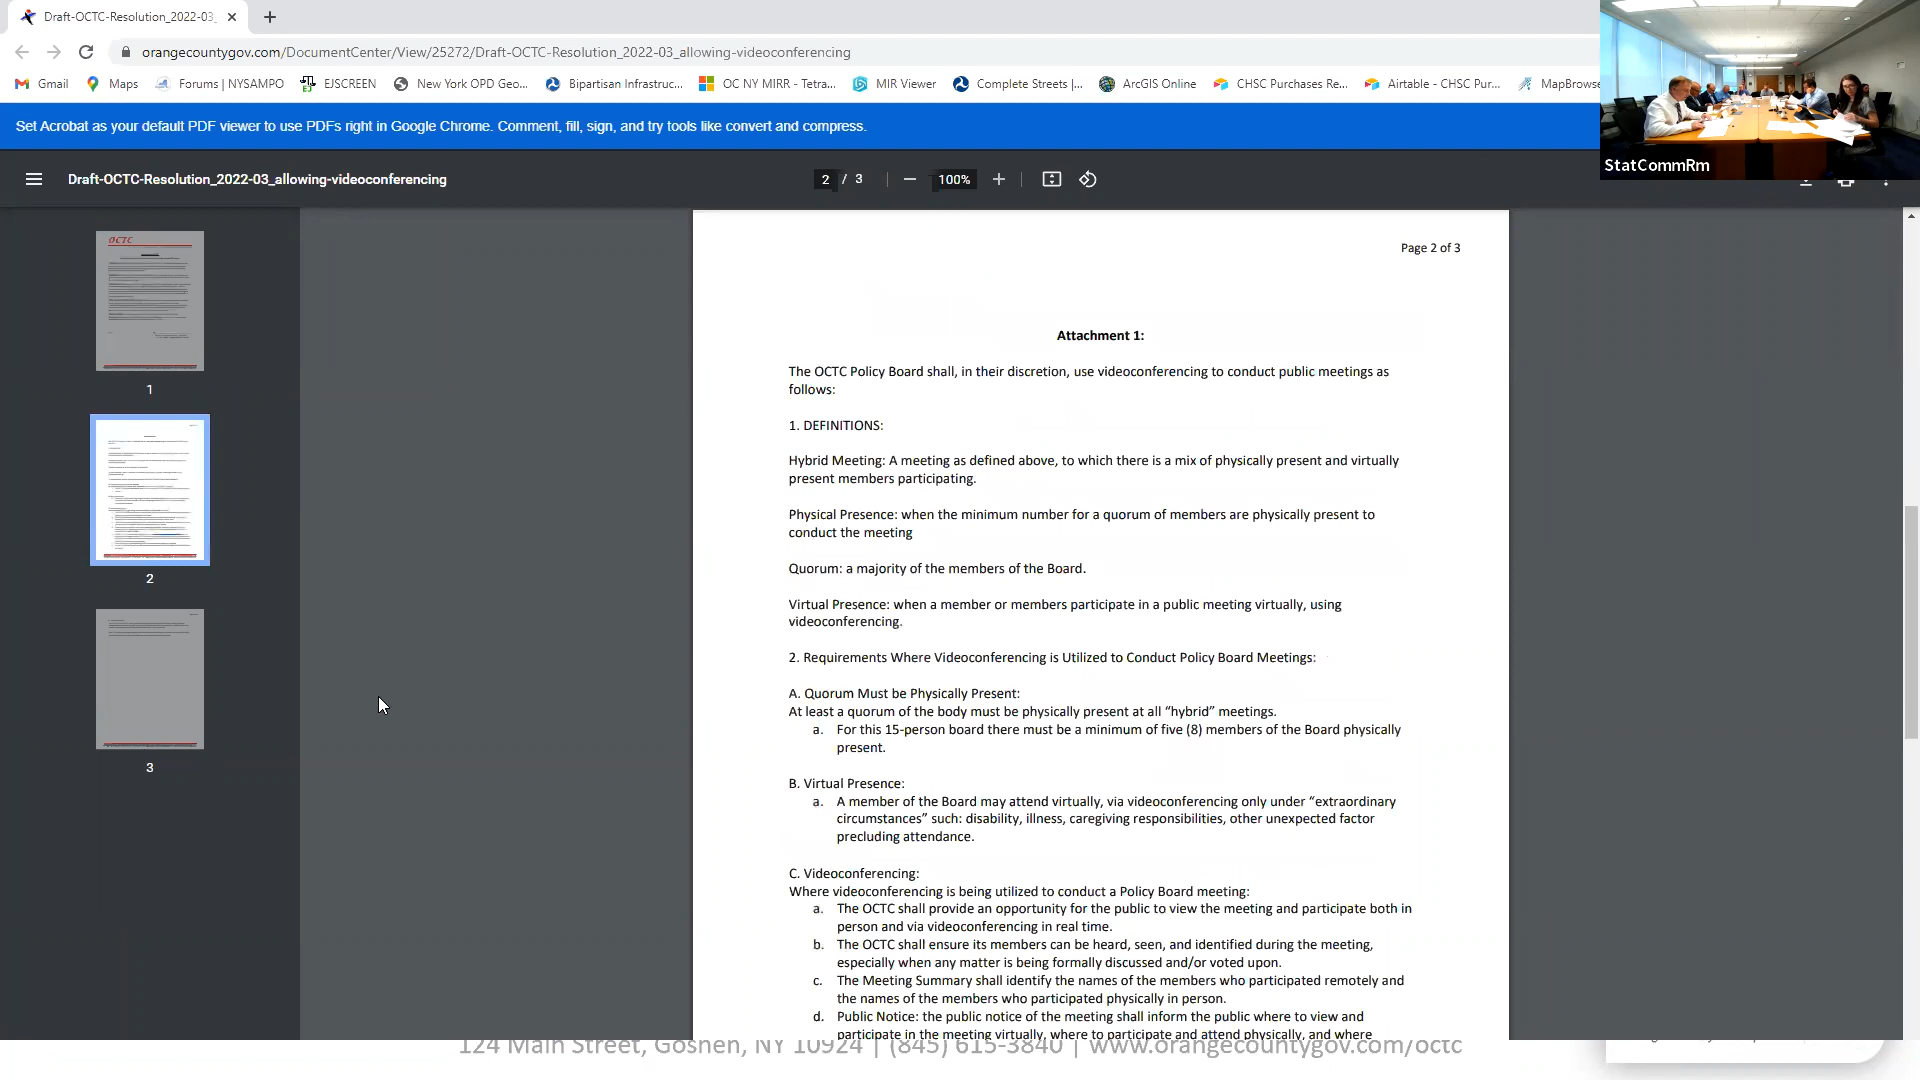 Draft-OCTC-Resolution_2022-03_
orangecountygov.com/DocumentCenter/View/25272/Draft-OCTC-Resolution_2022-03_allowing-videoconferencing
Gmail Maps Forums | NYSAMPO EJSCREEN New York OPD Geo... Bipartisan Infrastruc... OC NY MIRR - Tetra... MIR Viewer Complete Streets |... ArcGIS Online CHSC Purchases Re... Airtable - CHSC Pur... MapBrowse
Set Acrobat as your default PDF viewer to use PDFs right in Google Chrome. Comment, fill, sign, and try tools like convert and compress.
StatCommRm
Draft-OCTC-Resolution_2022-03_allowing-videoconferencing 2 / 3 100%
OCTC
1
2
3
Page 2 of 3
Attachment 1:
The OCTC Policy Board shall, in their discretion, use videoconferencing to conduct public meetings as
follows:
1. DEFINITIONS:
Hybrid Meeting: A meeting as defined above, to which there is a mix of physically present and virtually
present members participating.
Physical Presence: when the minimum number for a quorum of members are physically present to
conduct the meeting
Quorum: a majority of the members of the Board.
Virtual Presence: when a member or members participate in a public meeting virtually, using
videoconferencing.
2. Requirements Where Videoconferencing is Utilized to Conduct Policy Board Meetings:
A. Quorum Must be Physically Present:
At least a quorum of the body must be physically present at all “hybrid” meetings.
a. For this 15-person board there must be a minimum of five (8) members of the Board physically
present.
B. Virtual Presence:
a. A member of the Board may attend virtually, via videoconferencing only under “extraordinary
circumstances” such: disability, illness, caregiving responsibilities, other unexpected factor
precluding attendance.
C. Videoconferencing:
Where videoconferencing is being utilized to conduct a Policy Board meeting:
a. The OCTC shall provide an opportunity for the public to view the meeting and participate both in
person and via videoconferencing in real time.
b. The OCTC shall ensure its members can be heard, seen, and identified during the meeting,
especially when any matter is being formally discussed and/or voted upon.
c. The Meeting Summary shall identify the names of the members who participated remotely and
the names of the members who participated physically in person.
d. Public Notice: the public notice of the meeting shall inform the public where to view and
participate in the meeting virtually, where to participate and attend physically, and where
124 Main Street, Goshen, NY 10924 | (845) 615-3840 | www.orangecountygov.com/octc